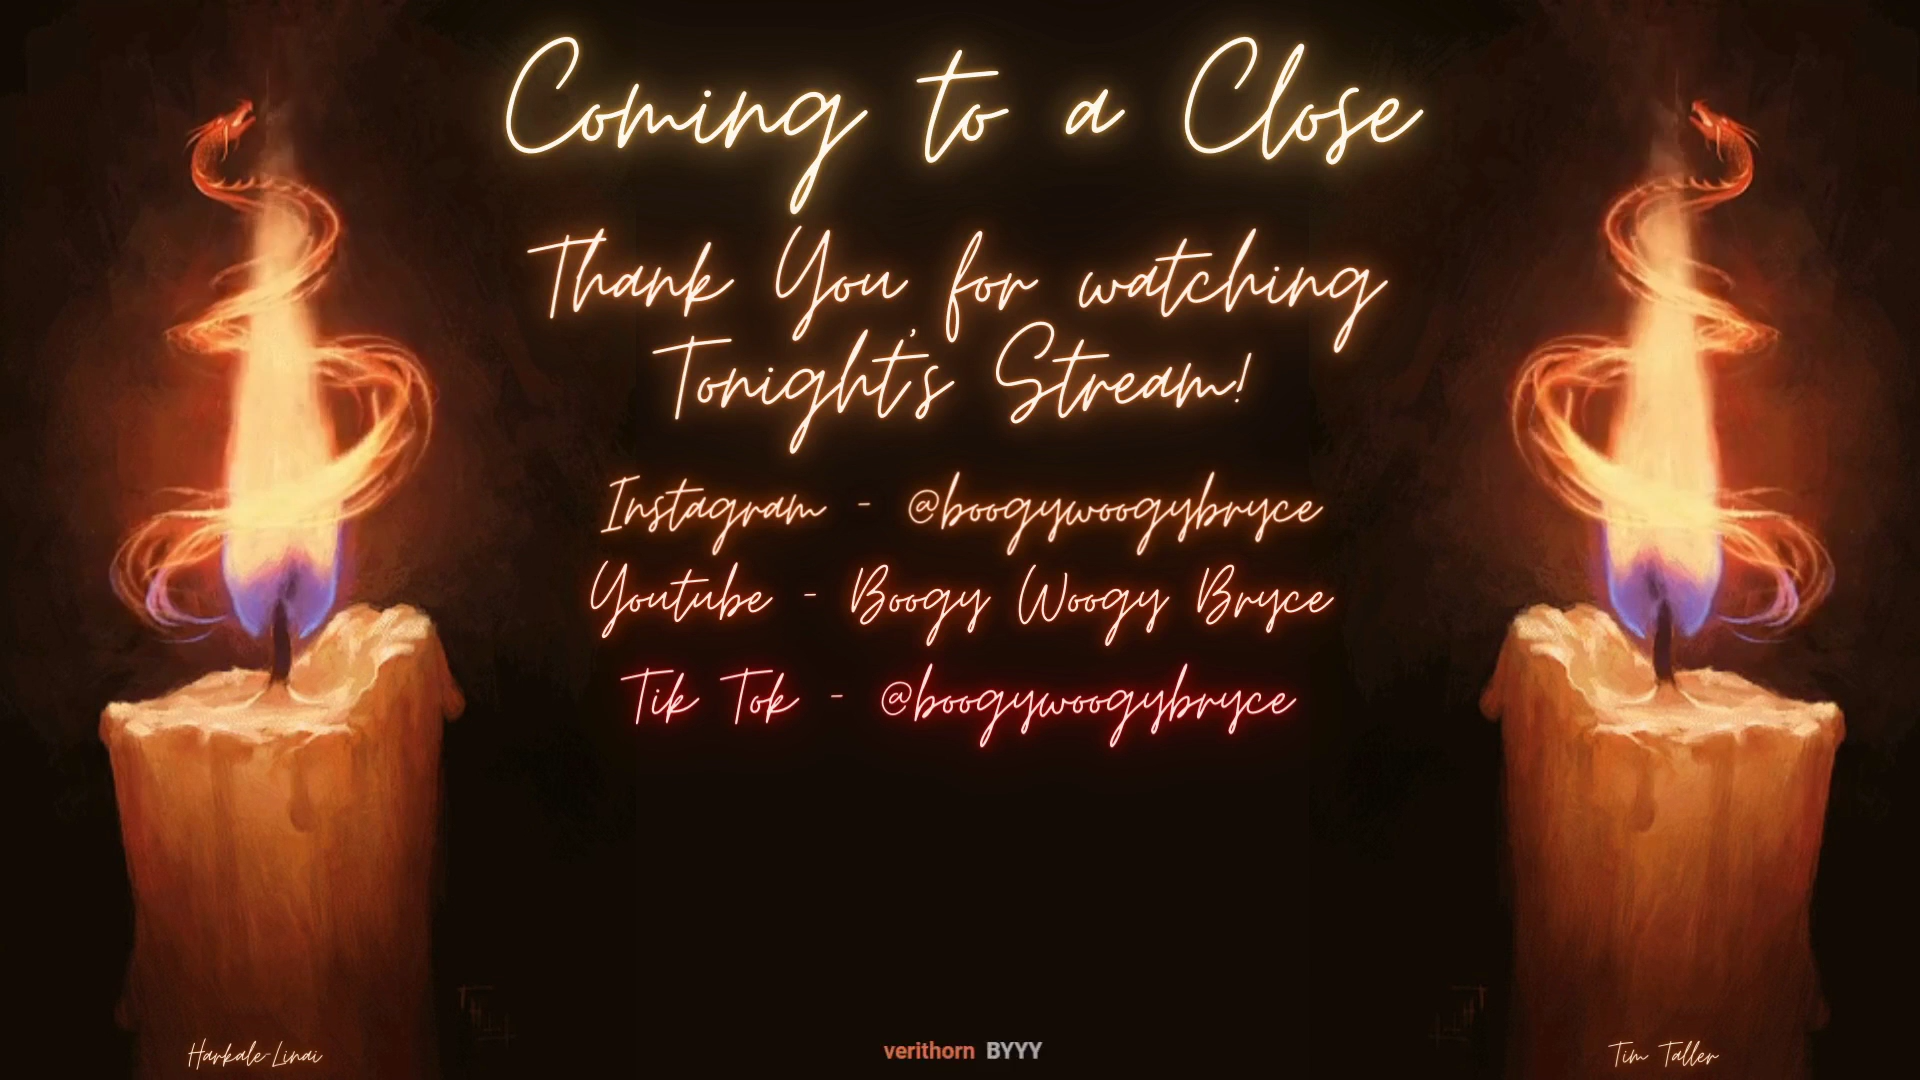 Coming to a Close
Thank You for watching
Tonight's Stream!
Instagram - @boogywoogybryce
Youtube - Boogy Woogy Bryce
Tik Tok - @boogywoogybryce
Harkale-Linai
verithorn BYYY
Tim Taller